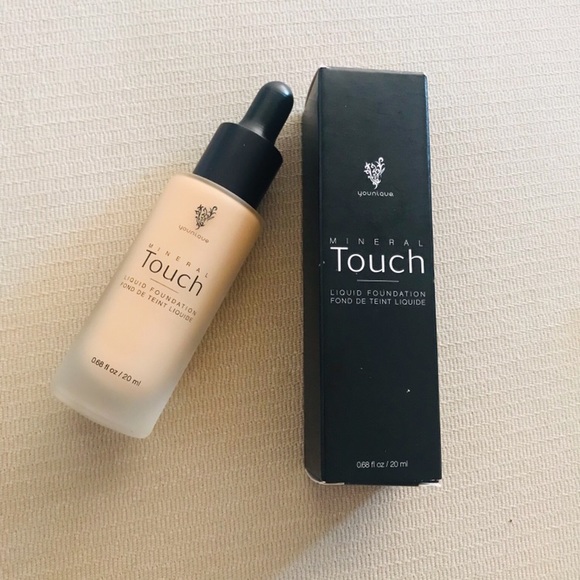 younique
MINERAL
Touch
LIQUID FOUNDATION
FOND DE TEINT LIQUIDE
0.68 fl oz / 20 ml
younique
MINERAL
Touch
LIQUID FOUNDATION
FOND DE TEINT LIQUIDE
0.68 fl oz / 20 ml